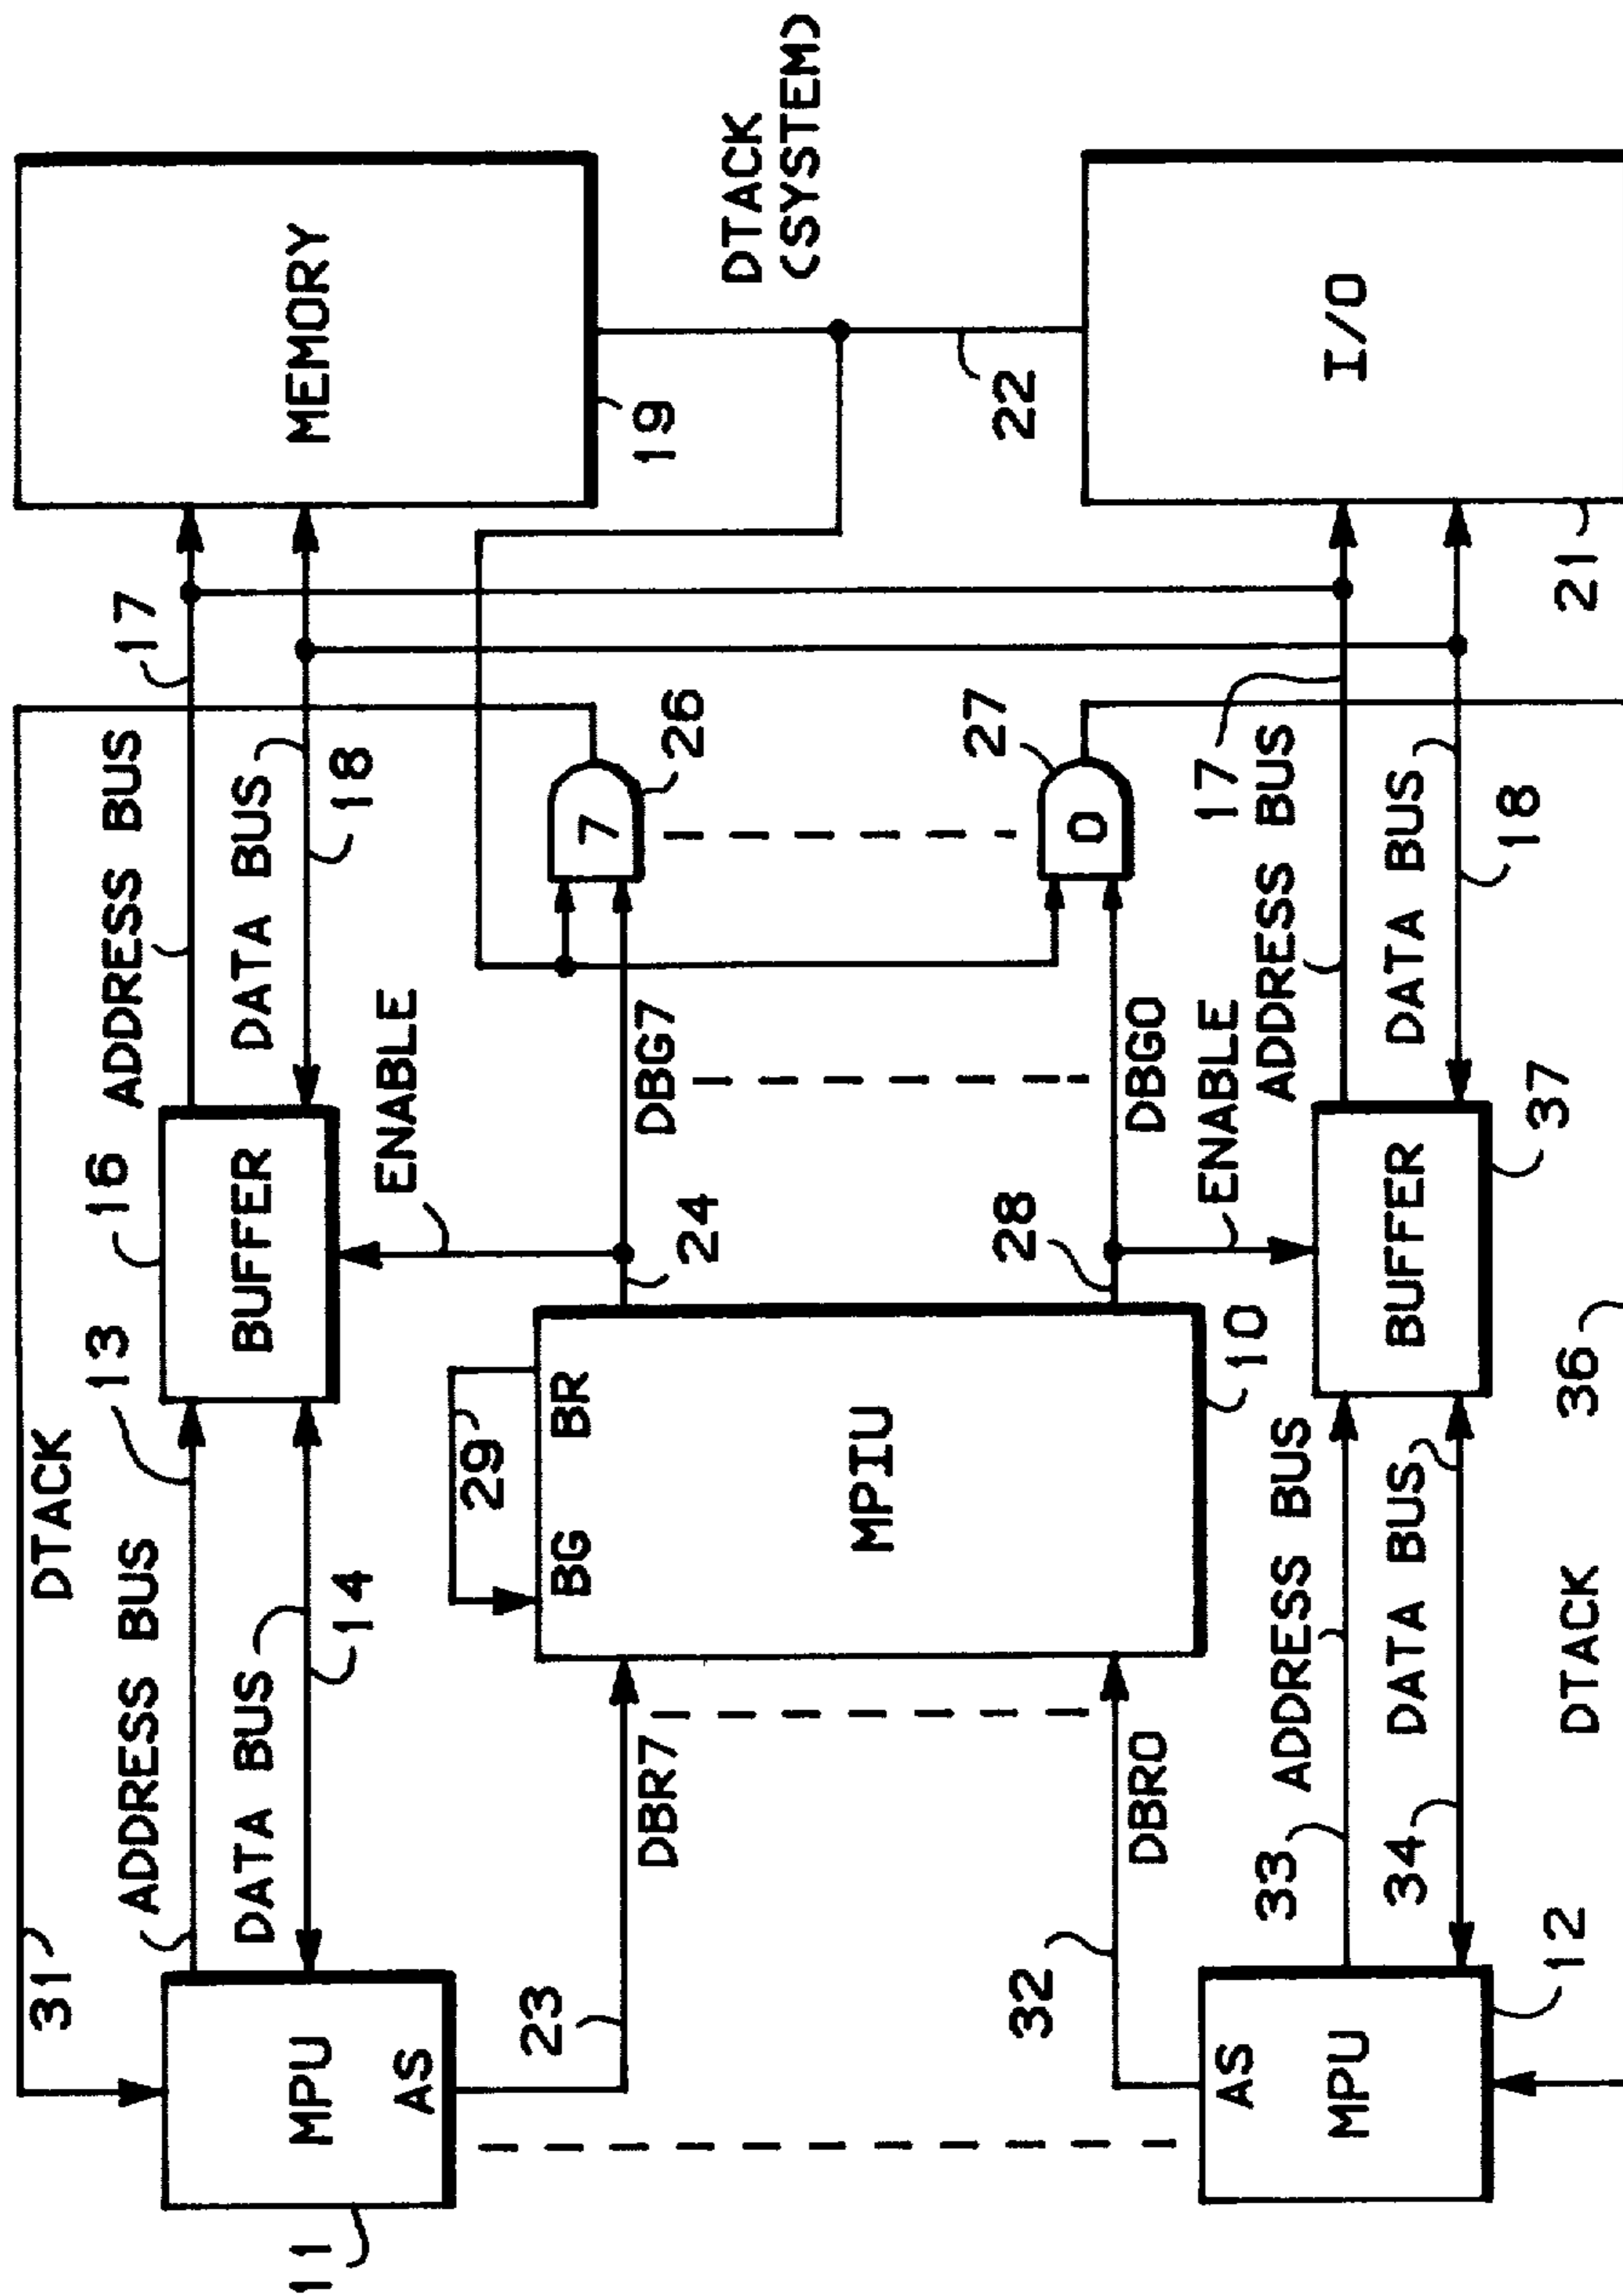 31
DTACK
11
MPU
AS
ADDRESS BUS
13
DATA BUS
14
16
BUFFER
ENABLE
ADDRESS BUS
17
DATA BUS
18
MEMORY
19
23
DBR7
29
BG
BR
MPIU
10
24
DBG7
7
26
DTACK
(SYSTEM)
22
32
DBR0
28
DBG0
0
27
ENABLE
AS
MPU
12
33
ADDRESS BUS
34
DATA BUS
BUFFER
37
ADDRESS BUS
17
DATA BUS
18
I/O
21
DTACK
36